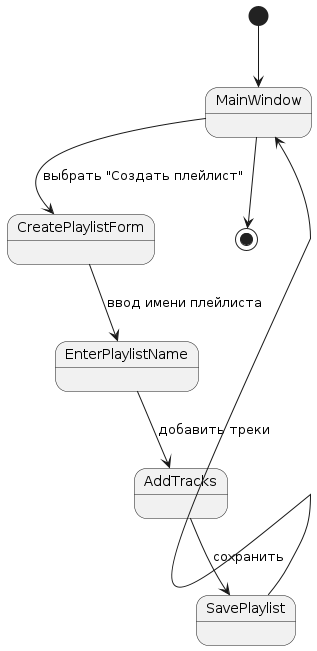 MainWindow
выбрать "Создать плейлист"
CreatePlaylistForm
ввод имени плейлиста
EnterPlaylistName
добавить треки
AddTracks
сохранить
SavePlaylist